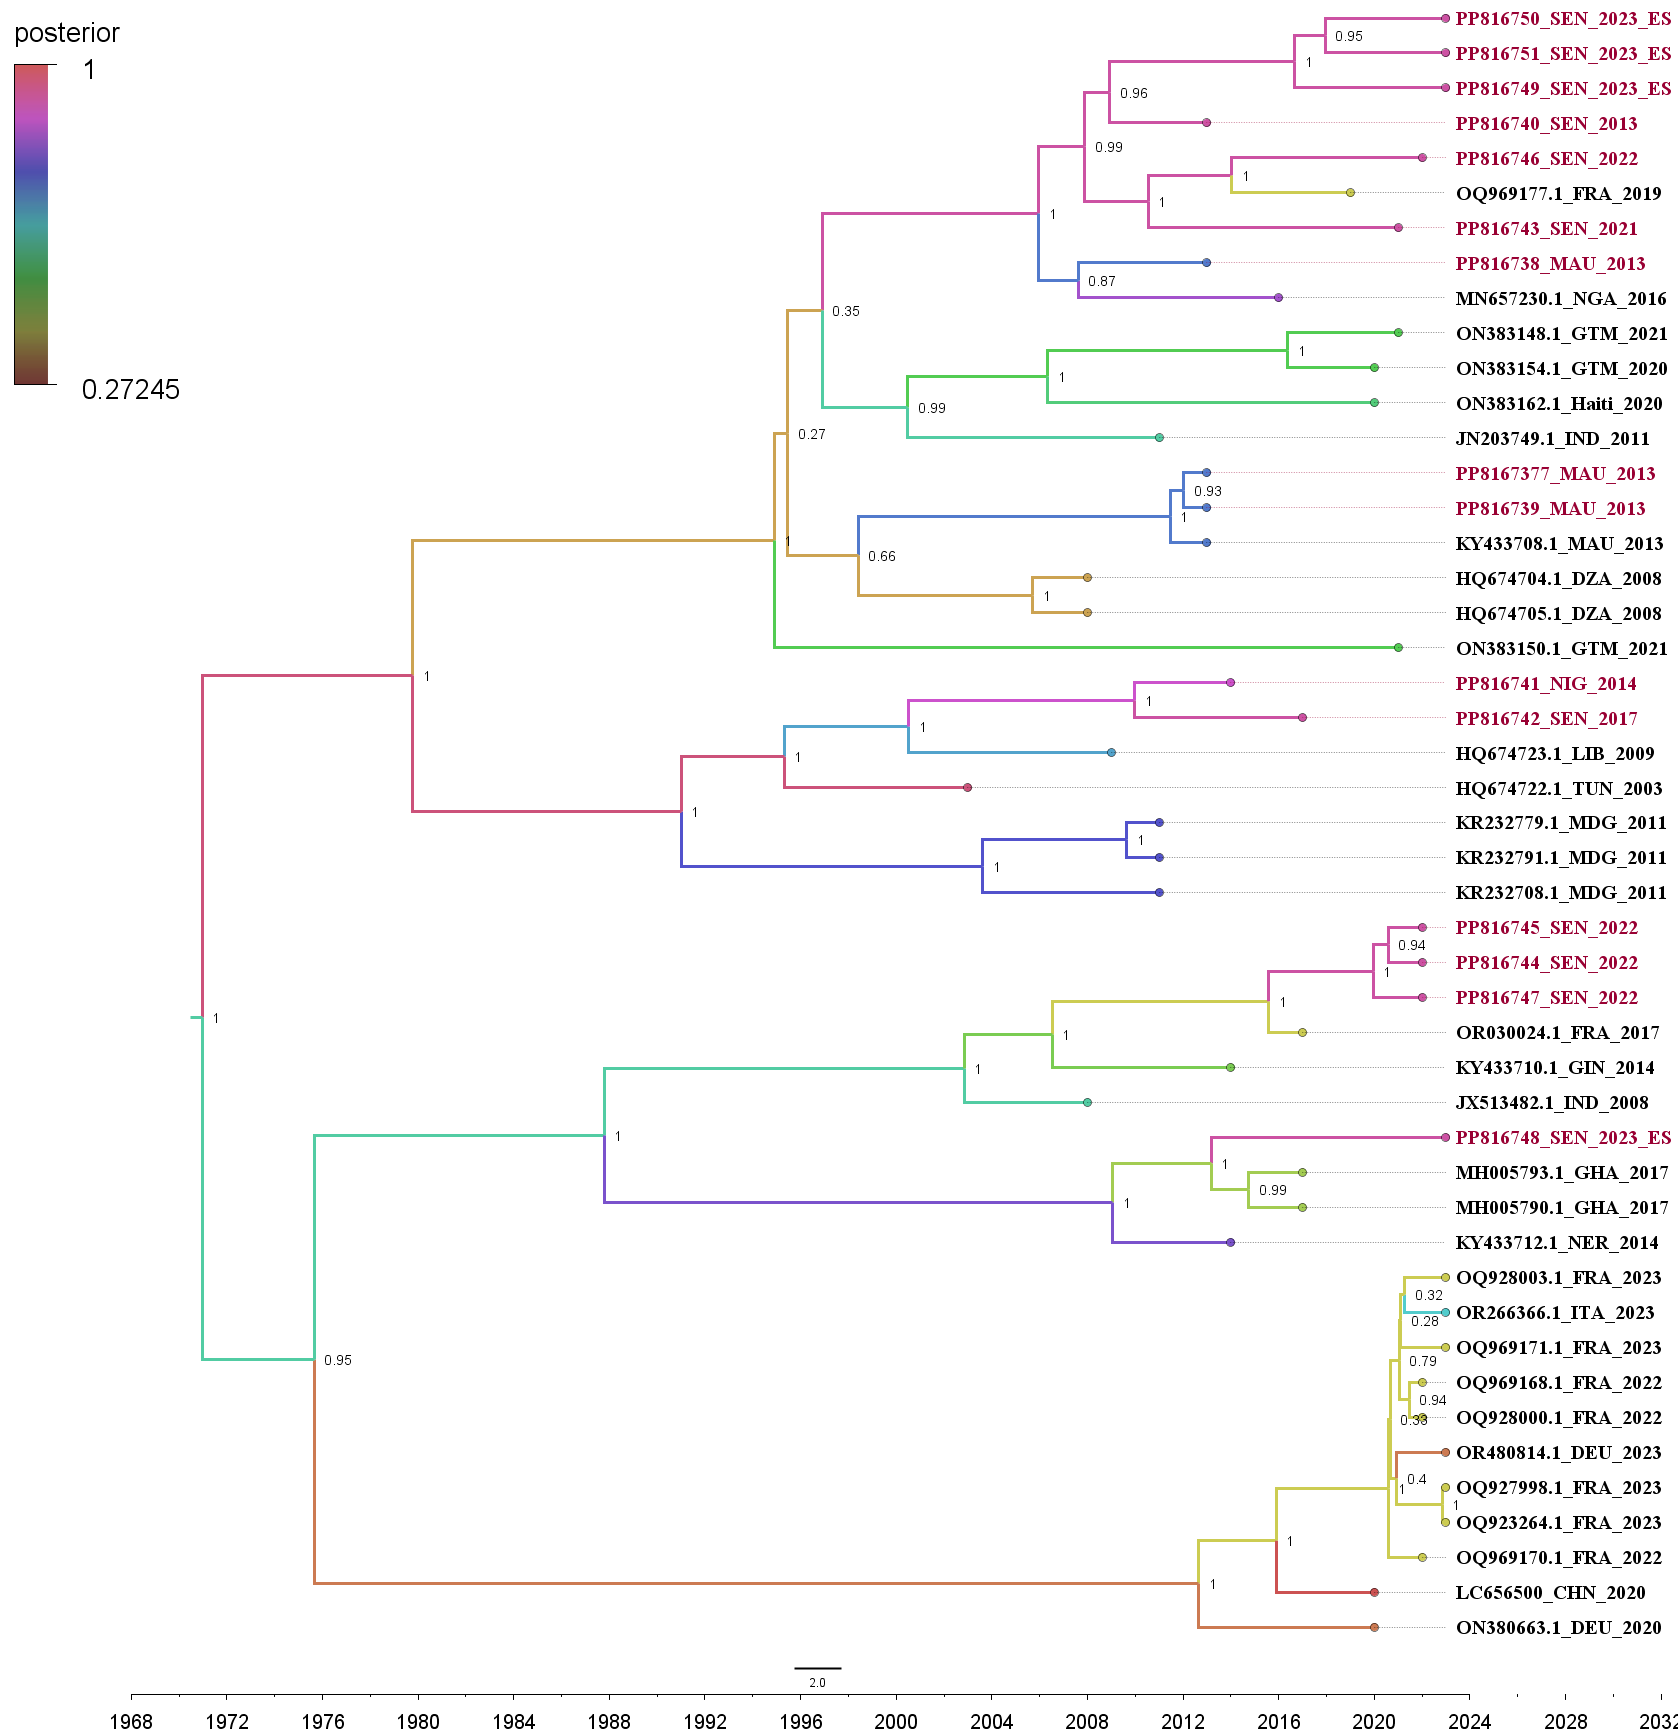 posterior
1
0.27245
PP816750_SEN_2023_ES
0.95
PP816751_SEN_2023_ES
1
PP816749_SEN_2023_ES
0.96
PP816740_SEN_2013
0.99
PP816746_SEN_2022
1
OQ969177.1_FRA_2019
1
1
PP816743_SEN_2021
PP816738_MAU_2013
0.87
MN657230.1_NGA_2016
0.35
ON383148.1_GTM_2021
1
ON383154.1_GTM_2020
1
ON383162.1_Haiti_2020
0.99
JN203749.1_IND_2011
0.27
PP8167377_MAU_2013
0.93
PP816739_MAU_2013
1
KY433708.1_MAU_2013
1
0.66
HQ674704.1_DZA_2008
1
HQ674705.1_DZA_2008
ON383150.1_GTM_2021
1
PP816741_NIG_2014
1
PP816742_SEN_2017
1
HQ674723.1_LIB_2009
1
HQ674722.1_TUN_2003
1
KR232779.1_MDG_2011
1
KR232791.1_MDG_2011
1
KR232708.1_MDG_2011
PP816745_SEN_2022
0.94
PP816744_SEN_2022
1
PP816747_SEN_2022
1
1
OR030024.1_FRA_2017
1
KY433710.1_GIN_2014
1
JX513482.1_IND_2008
1
PP816748_SEN_2023_ES
1
MH005793.1_GHA_2017
0.99
MH005790.1_GHA_2017
1
KY433712.1_NER_2014
OQ928003.1_FRA_2023
0.32
OR266366.1_ITA_2023
0.28
OQ969171.1_FRA_2023
0.95
0.79
OQ969168.1_FRA_2022
0.94
OQ928000.1_FRA_2022
0.33
OR480814.1_DEU_2023
0.4
OQ927998.1_FRA_2023
1
1
OQ923264.1_FRA_2023
1
OQ969170.1_FRA_2022
1
LC656500_CHN_2020
ON380663.1_DEU_2020
2.0
1968 1972 1976 1980 1984 1988 1992 1996 2000 2004 2008 2012 2016 2020 2024 2028 2032